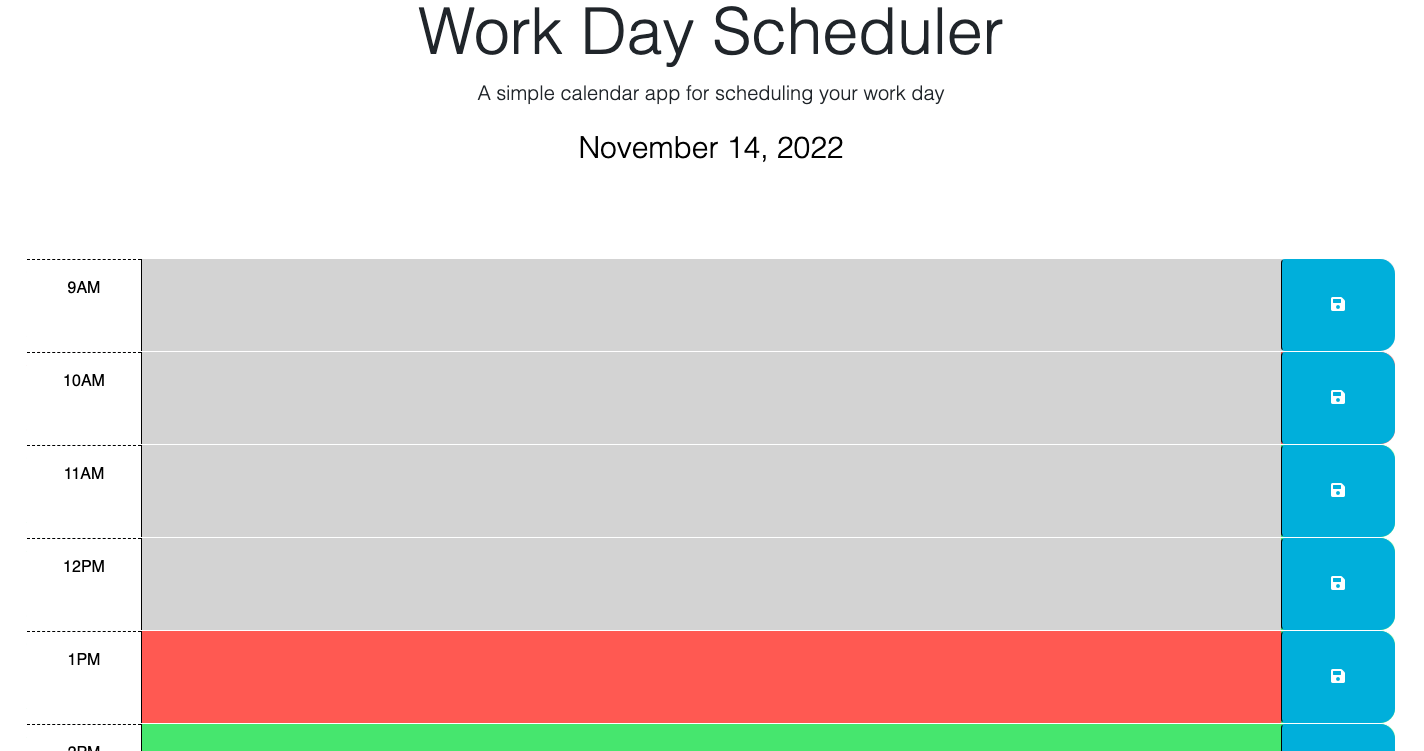 Work Day Scheduler
A simple calendar app for scheduling your work day
November 14, 2022
9AM
10AM
11AM
12PM
1PM
2PM